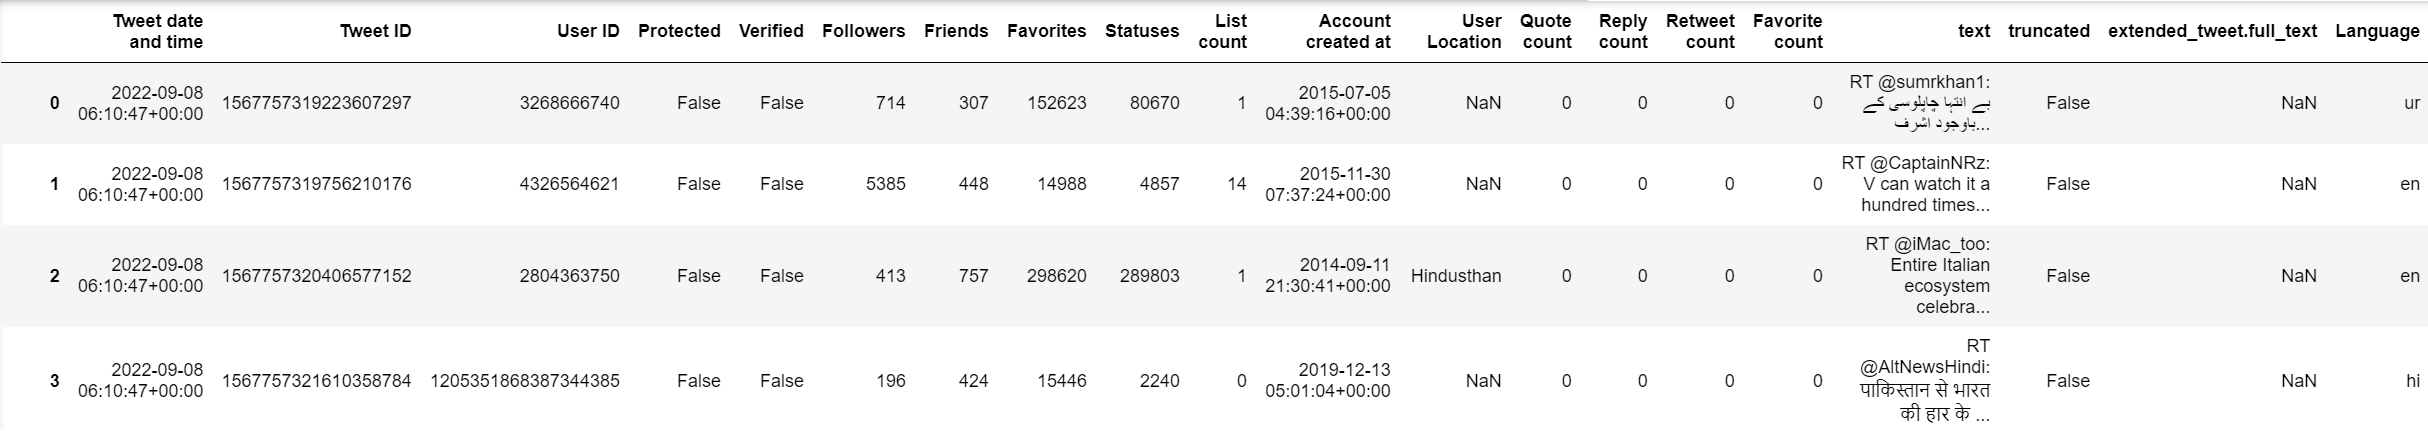 Tweet date and time Tweet ID User ID Protected Verified Followers Friends Favorites Statuses List count Account created at User Location Quote count Reply count Retweet count Favorite count text truncated extended_tweet.full_text Language
0 2022-09-08 06:10:47+00:00 1567757319223607297 3268666740 False False 714 307 152623 80670 1 2015-07-05 04:39:16+00:00 NaN 0 0 0 0 RT @sumrkhan1: بے انتہا چاپلوسی کے باوجود اشرف... False NaN ur
1 2022-09-08 06:10:47+00:00 1567757319756210176 4326564621 False False 5385 448 14988 4857 14 2015-11-30 07:37:24+00:00 NaN 0 0 0 0 RT @CaptainNRz: V can watch it a hundred times... False NaN en
2 2022-09-08 06:10:47+00:00 1567757320406577152 2804363750 False False 413 757 298620 289803 1 2014-09-11 21:30:41+00:00 Hindusthan 0 0 0 0 RT @iMac_too: Entire Italian ecosystem celebra... False NaN en
3 2022-09-08 06:10:47+00:00 1567757321610358784 1205351868387344385 False False 196 424 15446 2240 0 2019-12-13 05:01:04+00:00 NaN 0 0 0 0 RT @AltNewsHindi: पाकिस्तान से भारत की हार के ... False NaN hi